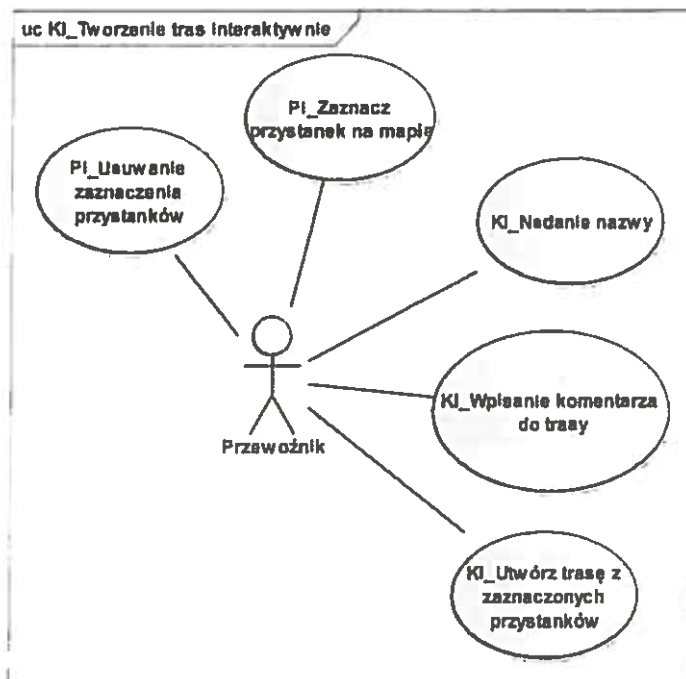 uc KI_Tworzenie tras interaktywnie
PI_Zaznacz
przystanek na mapie
PI_Usuwanie
zaznaczenia
przystanków
KI_Nadanie nazwy
KI_Wpisanie komentarza
do trasy
Przewoźnik
KI_Utwórz trasę z
zaznaczonych
przystanków